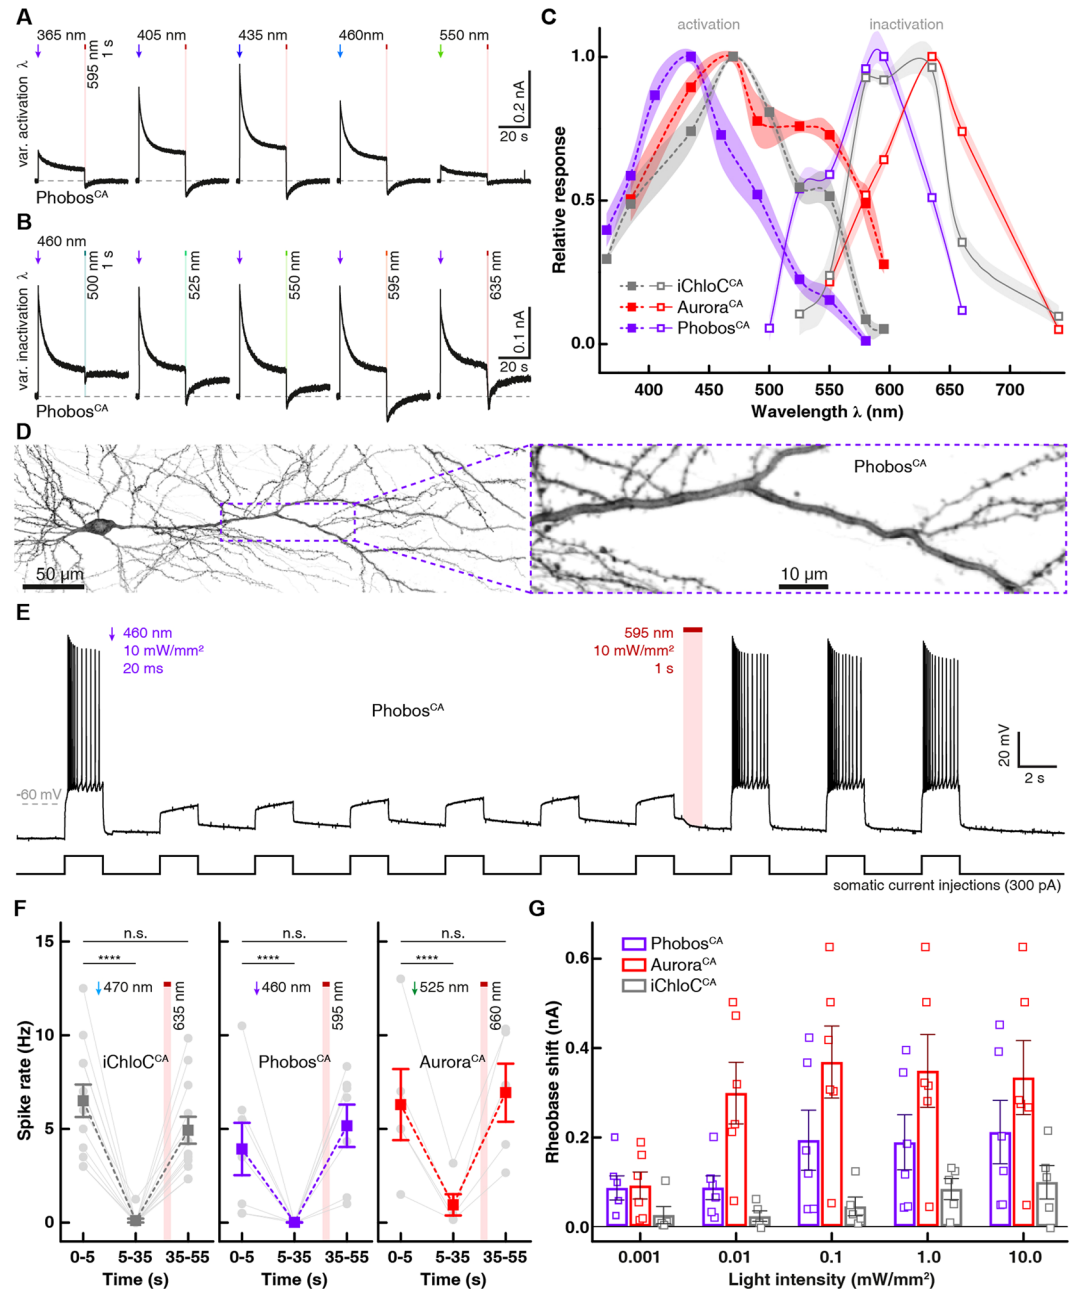 A
365 nm
405 nm
435 nm
460nm
550 nm
595 nm
1 s
var. activation λ
0.2 nA
20 s
Phobos^CA
B
460 nm
500 nm
1 s
525 nm
550 nm
595 nm
635 nm
var. inactivation λ
0.1 nA
20 s
Phobos^CA
C
activation
inactivation
1.0
0.5
0.0
Relative response
iChloC^CA
Aurora^CA
Phobos^CA
400
450
500
550
600
650
700
Wavelength λ (nm)
D
Phobos^CA
50 µm
10 µm
E
460 nm
10 mW/mm²
20 ms
595 nm
10 mW/mm²
1 s
Phobos^CA
20 mV
2 s
-60 mV
somatic current injections (300 pA)
F
15
10
5
0
Spike rate (Hz)
n.s.
****
470 nm
635 nm
iChloC^CA
0-5
5-35
35-55
Time (s)
n.s.
****
460 nm
595 nm
Phobos^CA
0-5
5-35
35-55
Time (s)
n.s.
****
525 nm
660 nm
Aurora^CA
0-5
5-35
35-55
Time (s)
G
Phobos^CA
Aurora^CA
iChloC^CA
0.6
0.4
0.2
0.0
Rheobase shift (nA)
0.001
0.01
0.1
1.0
10.0
Light intensity (mW/mm²)